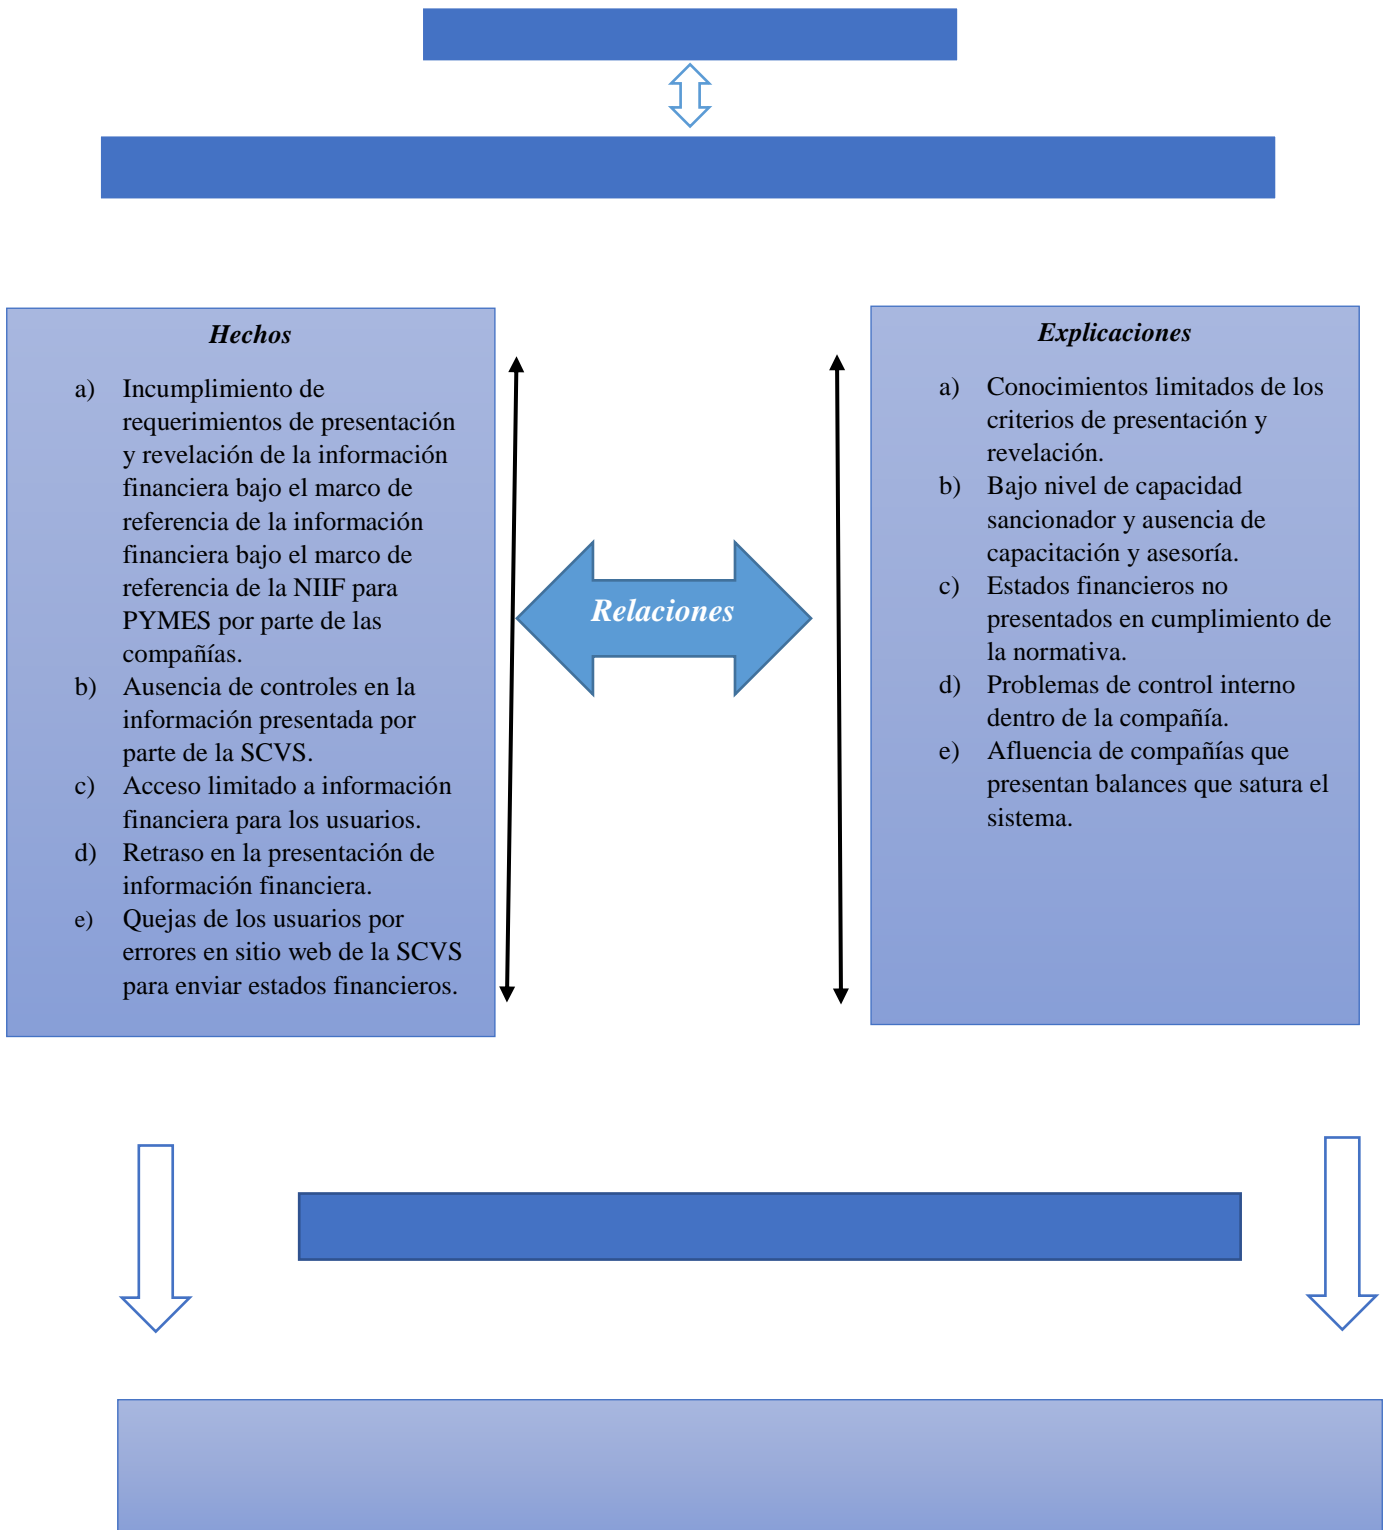 Hechos
a) Incumplimiento de
requerimientos de presentación
y revelación de la información
financiera bajo el marco de
referencia de la información
financiera bajo el marco de
referencia de la NIIF para
PYMES por parte de las
compañías.
b) Ausencia de controles en la
información presentada por
parte de la SCVS.
c) Acceso limitado a información
financiera para los usuarios.
d) Retraso en la presentación de
información financiera.
e) Quejas de los usuarios por
errores en sitio web de la SCVS
para enviar estados financieros.
Relaciones
Explicaciones
a) Conocimientos limitados de los
criterios de presentación y
revelación.
b) Bajo nivel de capacidad
sancionador y ausencia de
capacitación y asesoría.
c) Estados financieros no
presentados en cumplimiento de
la normativa.
d) Problemas de control interno
dentro de la compañía.
e) Afluencia de compañías que
presentan balances que satura el
sistema.